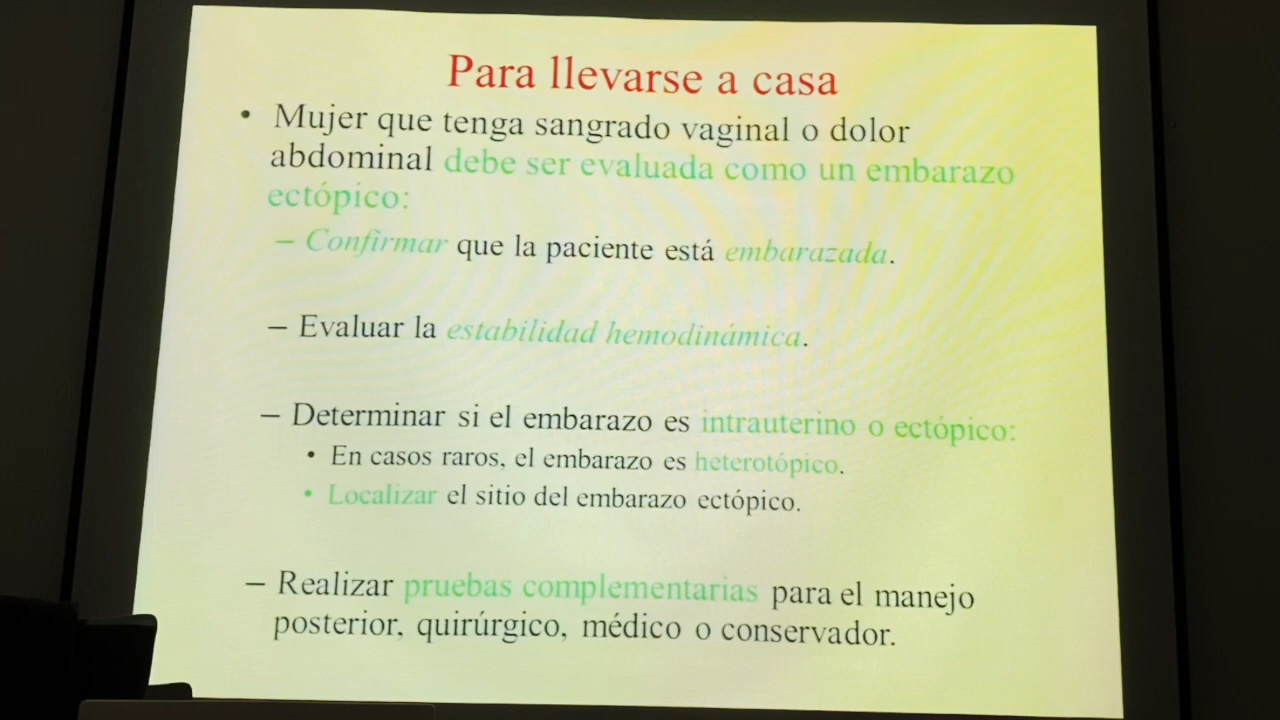 Para llevarse a casa
• Mujer que tenga sangrado vaginal o dolor
abdominal debe ser evaluada como un embarazo
ectópico:
– Confirmar que la paciente está embarazada.
– Evaluar la estabilidad hemodinámica.
– Determinar si el embarazo es intrauterino o ectópico:
• En casos raros, el embarazo es heterotópico.
• Localizar el sitio del embarazo ectópico.
– Realizar pruebas complementarias para el manejo
posterior, quirúrgico, médico o conservador.